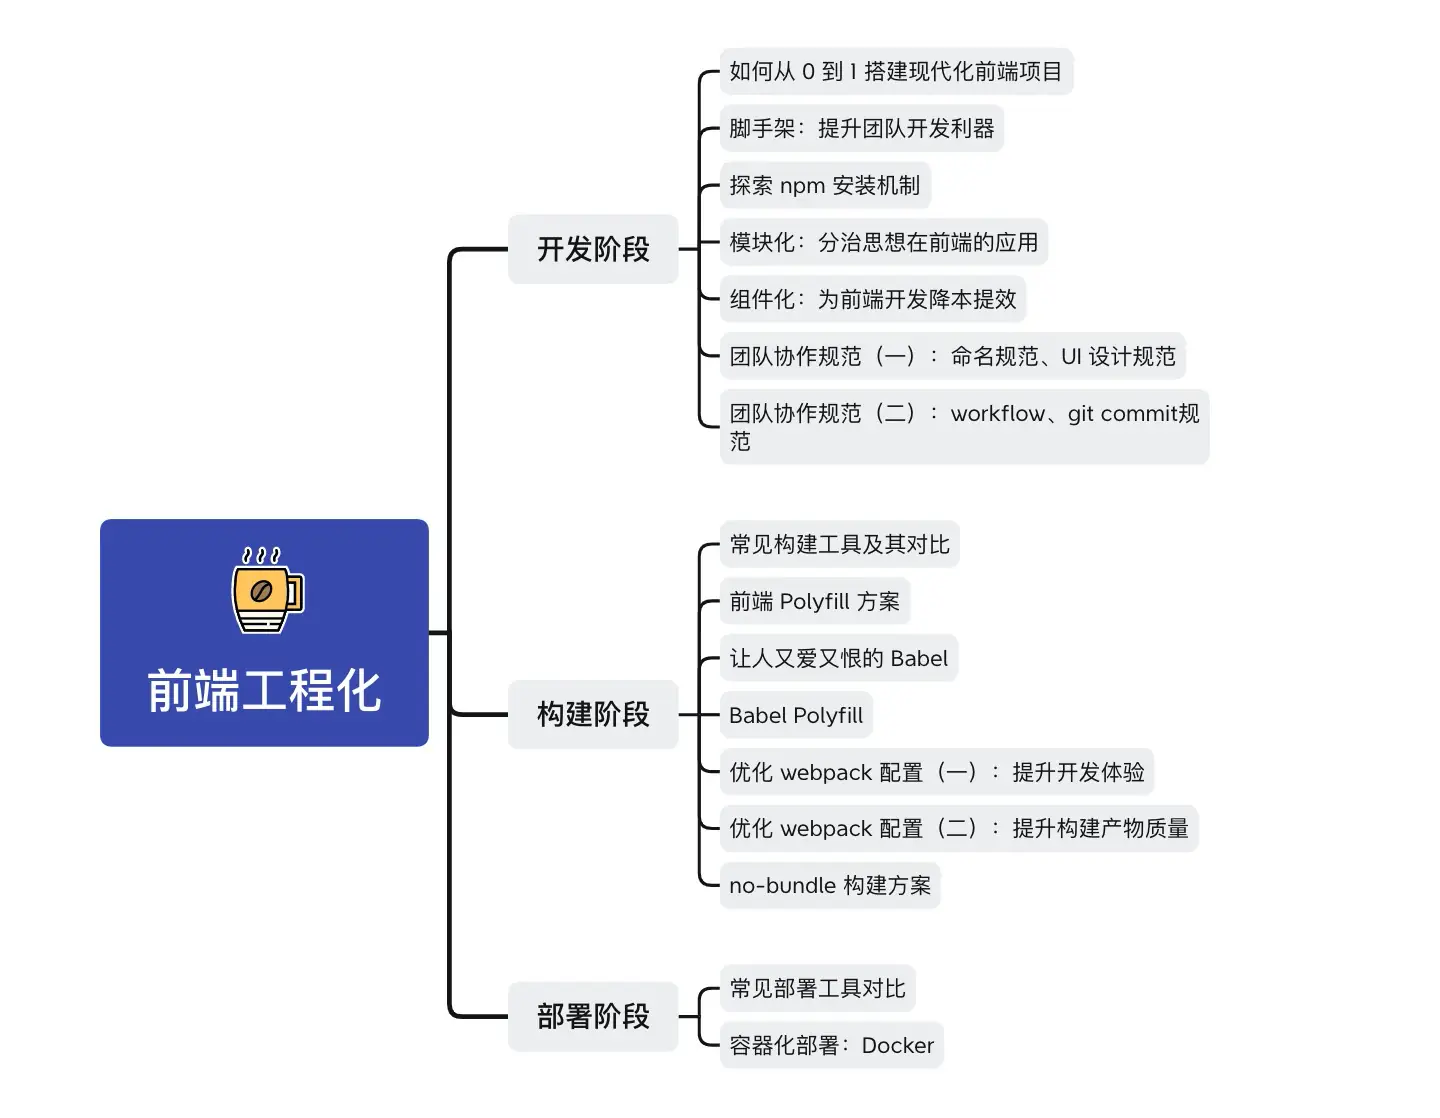 前端工程化
开发阶段
如何从 0 到 1 搭建现代化前端项目
脚手架：提升团队开发利器
探索 npm 安装机制
模块化：分治思想在前端的应用
组件化：为前端开发降本提效
团队协作规范（一）：命名规范、UI 设计规范
团队协作规范（二）：workflow、git commit规
范
构建阶段
常见构建工具及其对比
前端 Polyfill 方案
让人又爱又恨的 Babel
Babel Polyfill
优化 webpack 配置（一）：提升开发体验
优化 webpack 配置（二）：提升构建产物质量
no-bundle 构建方案
部署阶段
常见部署工具对比
容器化部署：Docker